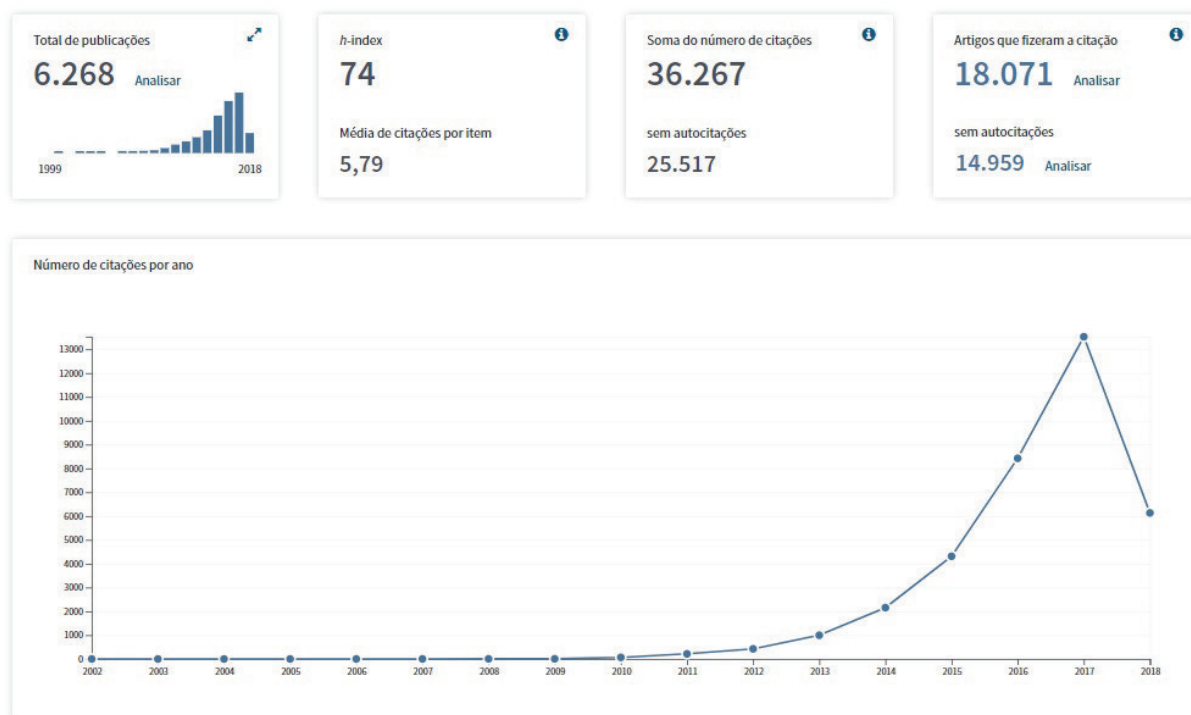 Total de publicações
6.268 Analisar
1999 2018
h-index
74
Média de citações por item
5,79
Soma do número de citações
36.267
sem autocitações
25.517
Artigos que fizeram a citação
18.071 Analisar
sem autocitações
14.959 Analisar
Número de citações por ano
13000
12000
11000
10000
9000
8000
7000
6000
5000
4000
3000
2000
1000
0
2002 2003 2004 2005 2006 2007 2008 2009 2010 2011 2012 2013 2014 2015 2016 2017 2018